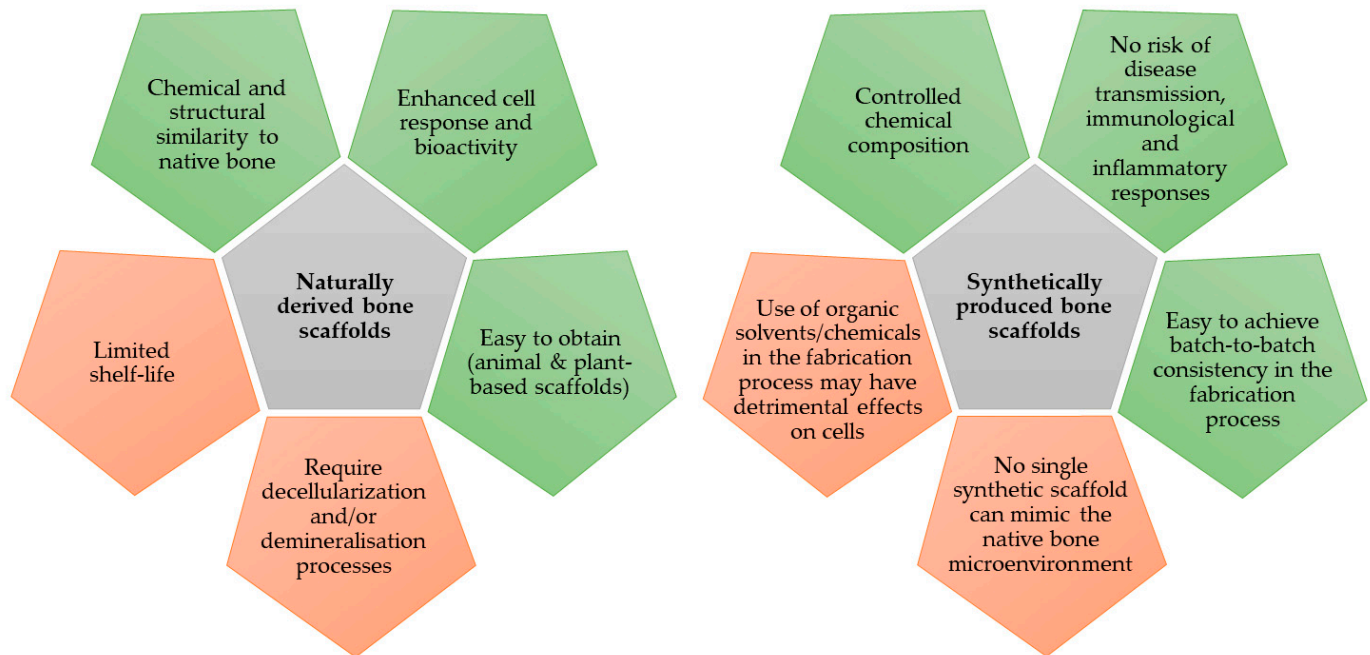 Chemical and
structural
similarity to
native bone
Enhanced cell
response and
bioactivity
Naturally
derived bone
scaffolds
Limited
shelf-life
Easy to obtain
(animal & plant-
based scaffolds)
Require
decellularization
and/or
demineralisation
processes
Controlled
chemical
composition
No risk of
disease
transmission,
immunological
and
inflammatory
responses
Synthetically
produced bone
scaffolds
Use of organic
solvents/chemicals
in the fabrication
process may have
detrimental effects
on cells
Easy to achieve
batch-to-batch
consistency in the
fabrication
process
No single
synthetic scaffold
can mimic the
native bone
microenvironment